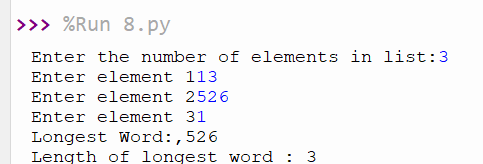 >>> %Run 8.py
Enter the number of elements in list:3
Enter element 113
Enter element 2526
Enter element 31
Longest Word:,526
Length of longest word : 3